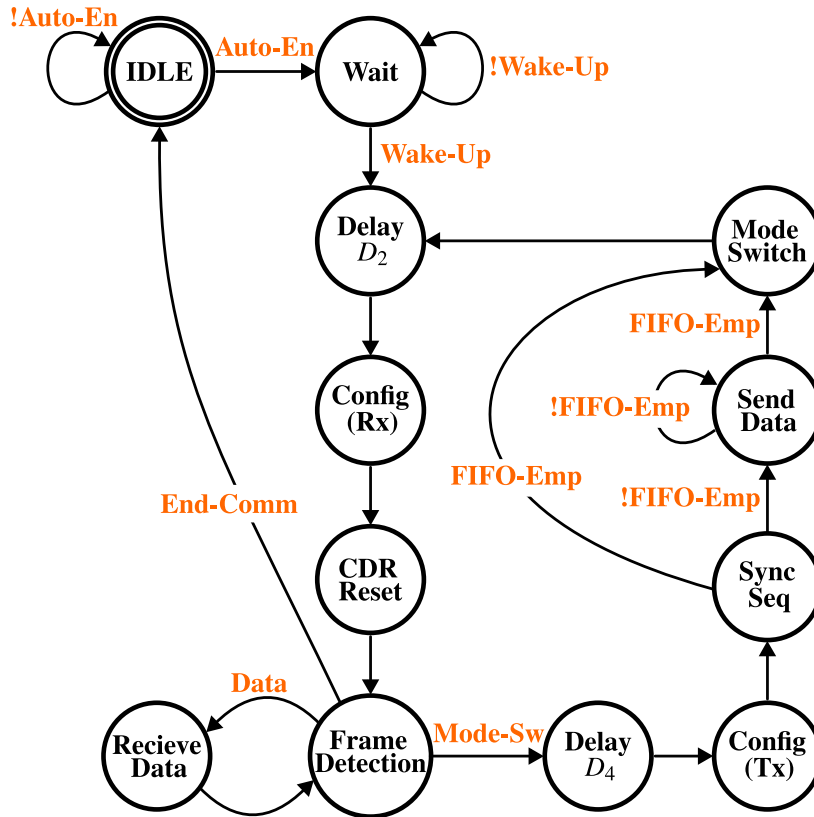 !Auto-En
IDLE
Auto-En
Wait
!Wake-Up
Wake-Up
Delay
D₂
Mode
Switch
FIFO-Emp
Config
(Rx)
!FIFO-Emp
Send
Data
FIFO-Emp
!FIFO-Emp
End-Comm
CDR
Reset
Sync
Seq
Data
Recieve
Data
Frame
Detection
Mode-Sw
Delay
D₄
Config
(Tx)